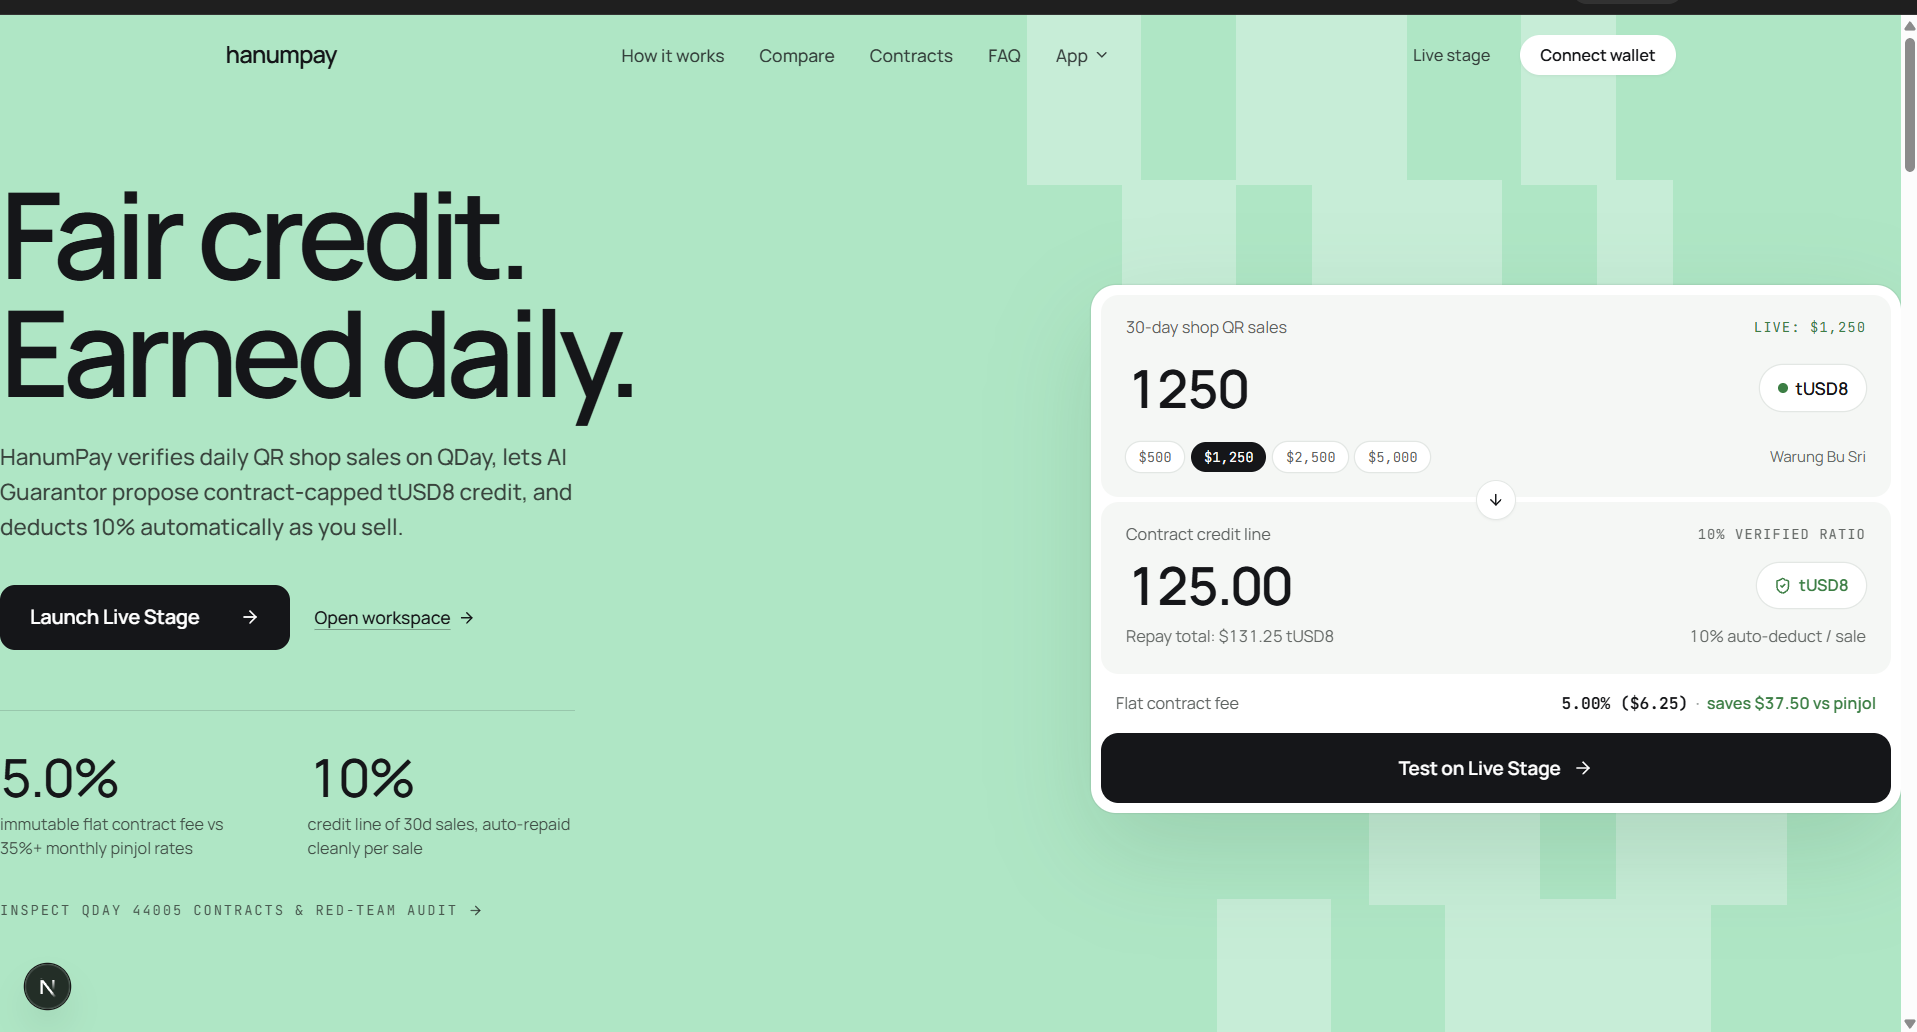 hanumpay
How it works
Compare
Contracts
FAQ
App
Live stage
Connect wallet
Fair credit.
Earned daily.
HanumPay verifies daily QR shop sales on QDay, lets AI
Guarantor propose contract-capped tUSD8 credit, and
deducts 10% automatically as you sell.
Launch Live Stage →
Open workspace →
5.0%
immutable flat contract fee vs
35%+ monthly pinjol rates
10%
credit line of 30d sales, auto-repaid
cleanly per sale
INSPECT QDAY 44005 CONTRACTS & RED-TEAM AUDIT →
N
30-day shop QR sales
LIVE: $1,250
1250
tUSD8
$500
$1,250
$2,500
$5,000
Warung Bu Sri
↓
Contract credit line
10% VERIFIED RATIO
125.00
tUSD8
Repay total: $131.25 tUSD8
10% auto-deduct / sale
Flat contract fee
5.00% ($6.25) · saves $37.50 vs pinjol
Test on Live Stage →